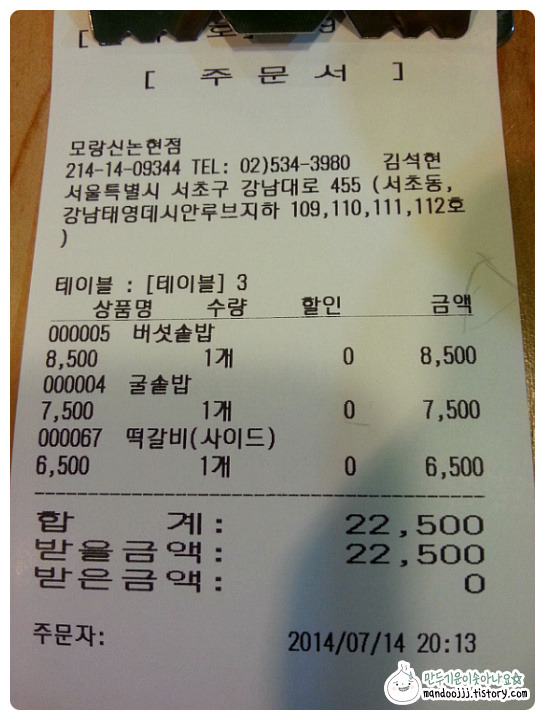 [ 주 문 서 ]
모랑신논현점
214-14-09344 TEL: 02)534-3980 김석현
서울특별시 서초구 강남대로 455 (서초동,
강남태영데시안루브지하 109,110,111,112호
)
테이블 : [테이블] 3
상품명 수량 할인 금액
000005 버섯솥밥
8,500 1개 0 8,500
000004 굴솥밥
7,500 1개 0 7,500
000067 떡갈비(사이드)
6,500 1개 0 6,500
합 계: 22,500
받을금액: 22,500
받은금액: 0
주문자: 2014/07/14 20:13
만두기운이솟아나요☆
mandoojjj.tistory.com